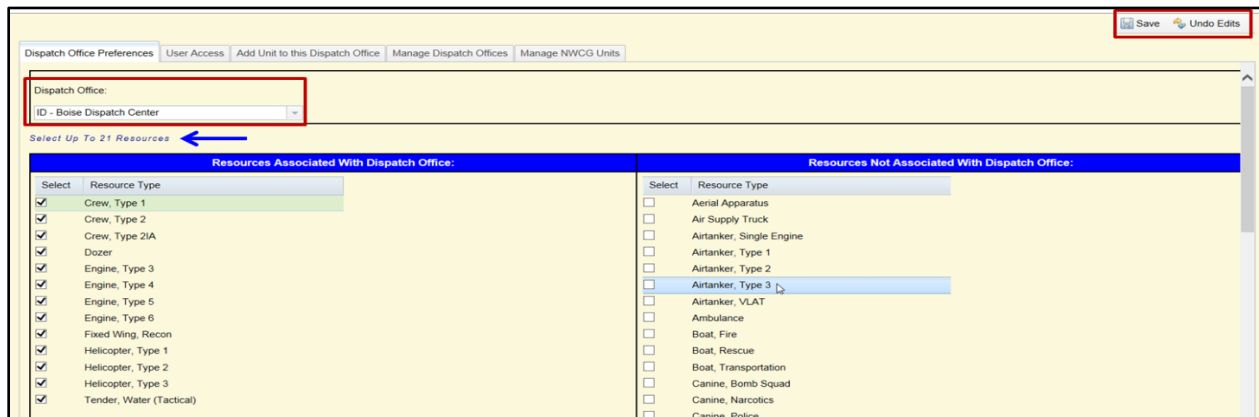 Save Undo Edits
Dispatch Office Preferences User Access Add Unit to this Dispatch Office Manage Dispatch Offices Manage NWCG Units
Dispatch Office:
ID - Boise Dispatch Center
Select Up To 21 Resources
Resources Associated With Dispatch Office:
Select Resource Type
Crew, Type 1
Crew, Type 2
Crew, Type 2IA
Dozer
Engine, Type 3
Engine, Type 4
Engine, Type 5
Engine, Type 6
Fixed Wing, Recon
Helicopter, Type 1
Helicopter, Type 2
Helicopter, Type 3
Tender, Water (Tactical)
Resources Not Associated With Dispatch Office:
Select Resource Type
Aerial Apparatus
Air Supply Truck
Airtanker, Single Engine
Airtanker, Type 1
Airtanker, Type 2
Airtanker, Type 3
Airtanker, VLAT
Ambulance
Boat, Fire
Boat, Rescue
Boat, Transportation
Canine, Bomb Squad
Canine, Narcotics
Canine, Police